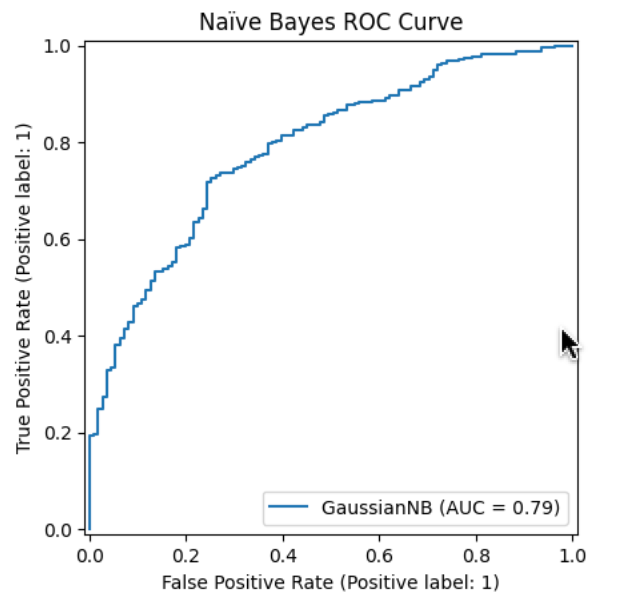 Naïve Bayes ROC Curve
True Positive Rate (Positive label: 1)
1.0
0.8
0.6
0.4
0.2
0.0
GaussianNB (AUC = 0.79)
0.0 0.2 0.4 0.6 0.8 1.0
False Positive Rate (Positive label: 1)